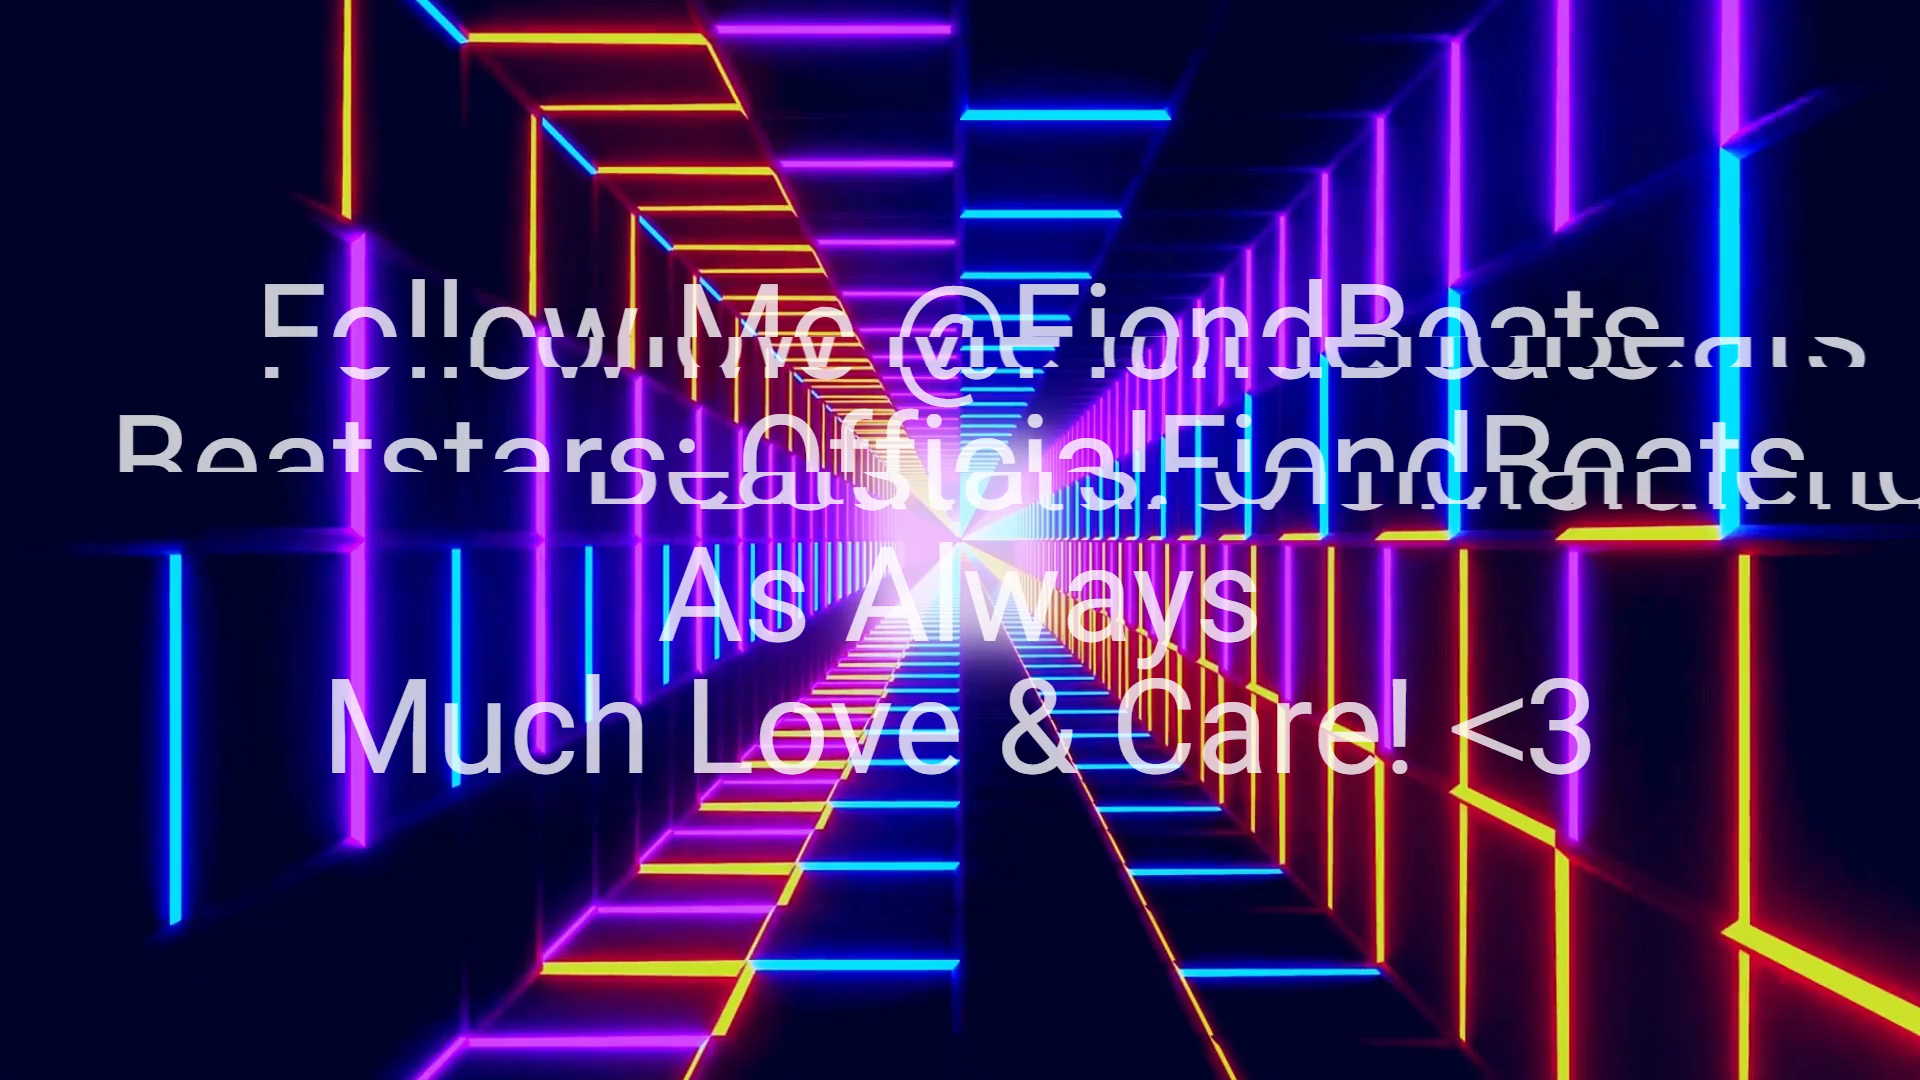 Follow Me @FiendBeats
Beatstars: OfficialFiendBeats
As Always
Much Love & Care! <3